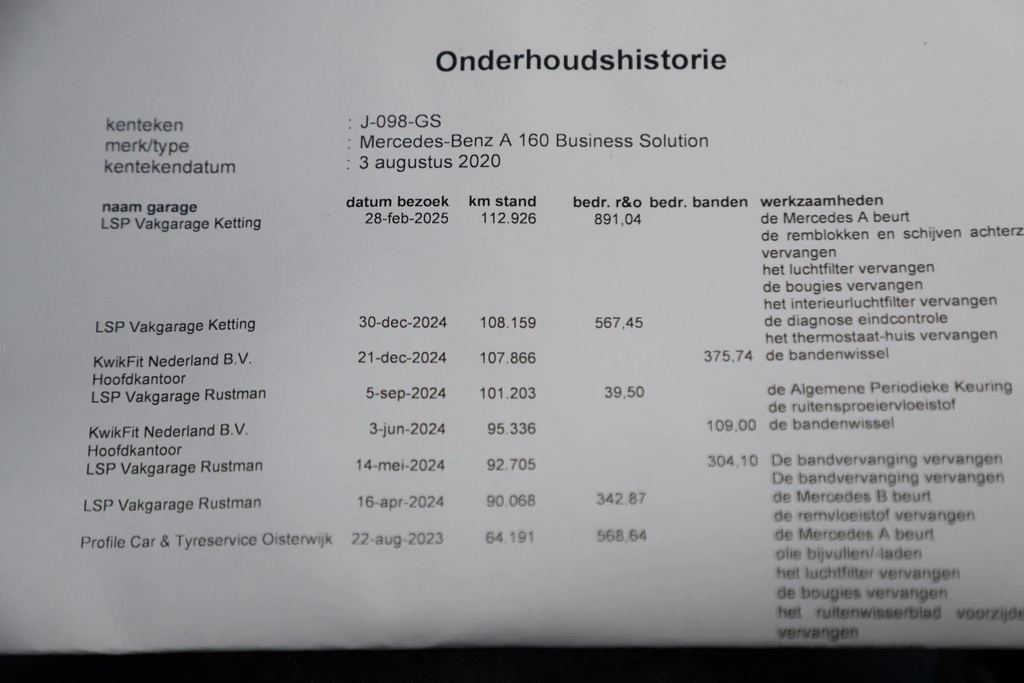 Onderhoudshistorie
kenteken : J-098-GS
merk/type : Mercedes-Benz A 160 Business Solution
kentekendatum : 3 augustus 2020
naam garage datum bezoek km stand bedr. r&o bedr. banden werkzaamheden
LSP Vakgarage Ketting 28-feb-2025 112.926 891,04 de Mercedes A beurt
de remblokken en schijven achterz
vervangen
het luchtfilter vervangen
de bougies vervangen
het interieurluchtfilter vervangen
LSP Vakgarage Ketting 30-dec-2024 108.159 567,45 de diagnose eindcontrole
het thermostaat-huis vervangen
KwikFit Nederland B.V. 21-dec-2024 107.866 375,74 de bandenwissel
Hoofdkantoor
LSP Vakgarage Rustman 5-sep-2024 101.203 39,50 de Algemene Periodieke Keuring
de ruitensproeiervloeistof
KwikFit Nederland B.V. 3-jun-2024 95.336 109,00 de bandenwissel
Hoofdkantoor
LSP Vakgarage Rustman 14-mei-2024 92.705 304,10 De bandvervanging vervangen
De bandvervanging vervangen
LSP Vakgarage Rustman 16-apr-2024 90.068 342,87 de Mercedes B beurt
de remvloeistof vervangen
Profile Car & Tyreservice Oisterwijk 22-aug-2023 64.191 568,64 de Mercedes A beurt
olie bijvullen/-laden
het luchtfilter vervangen
de bougies vervangen
het ruitenwisserblad voorzijde
vervangen